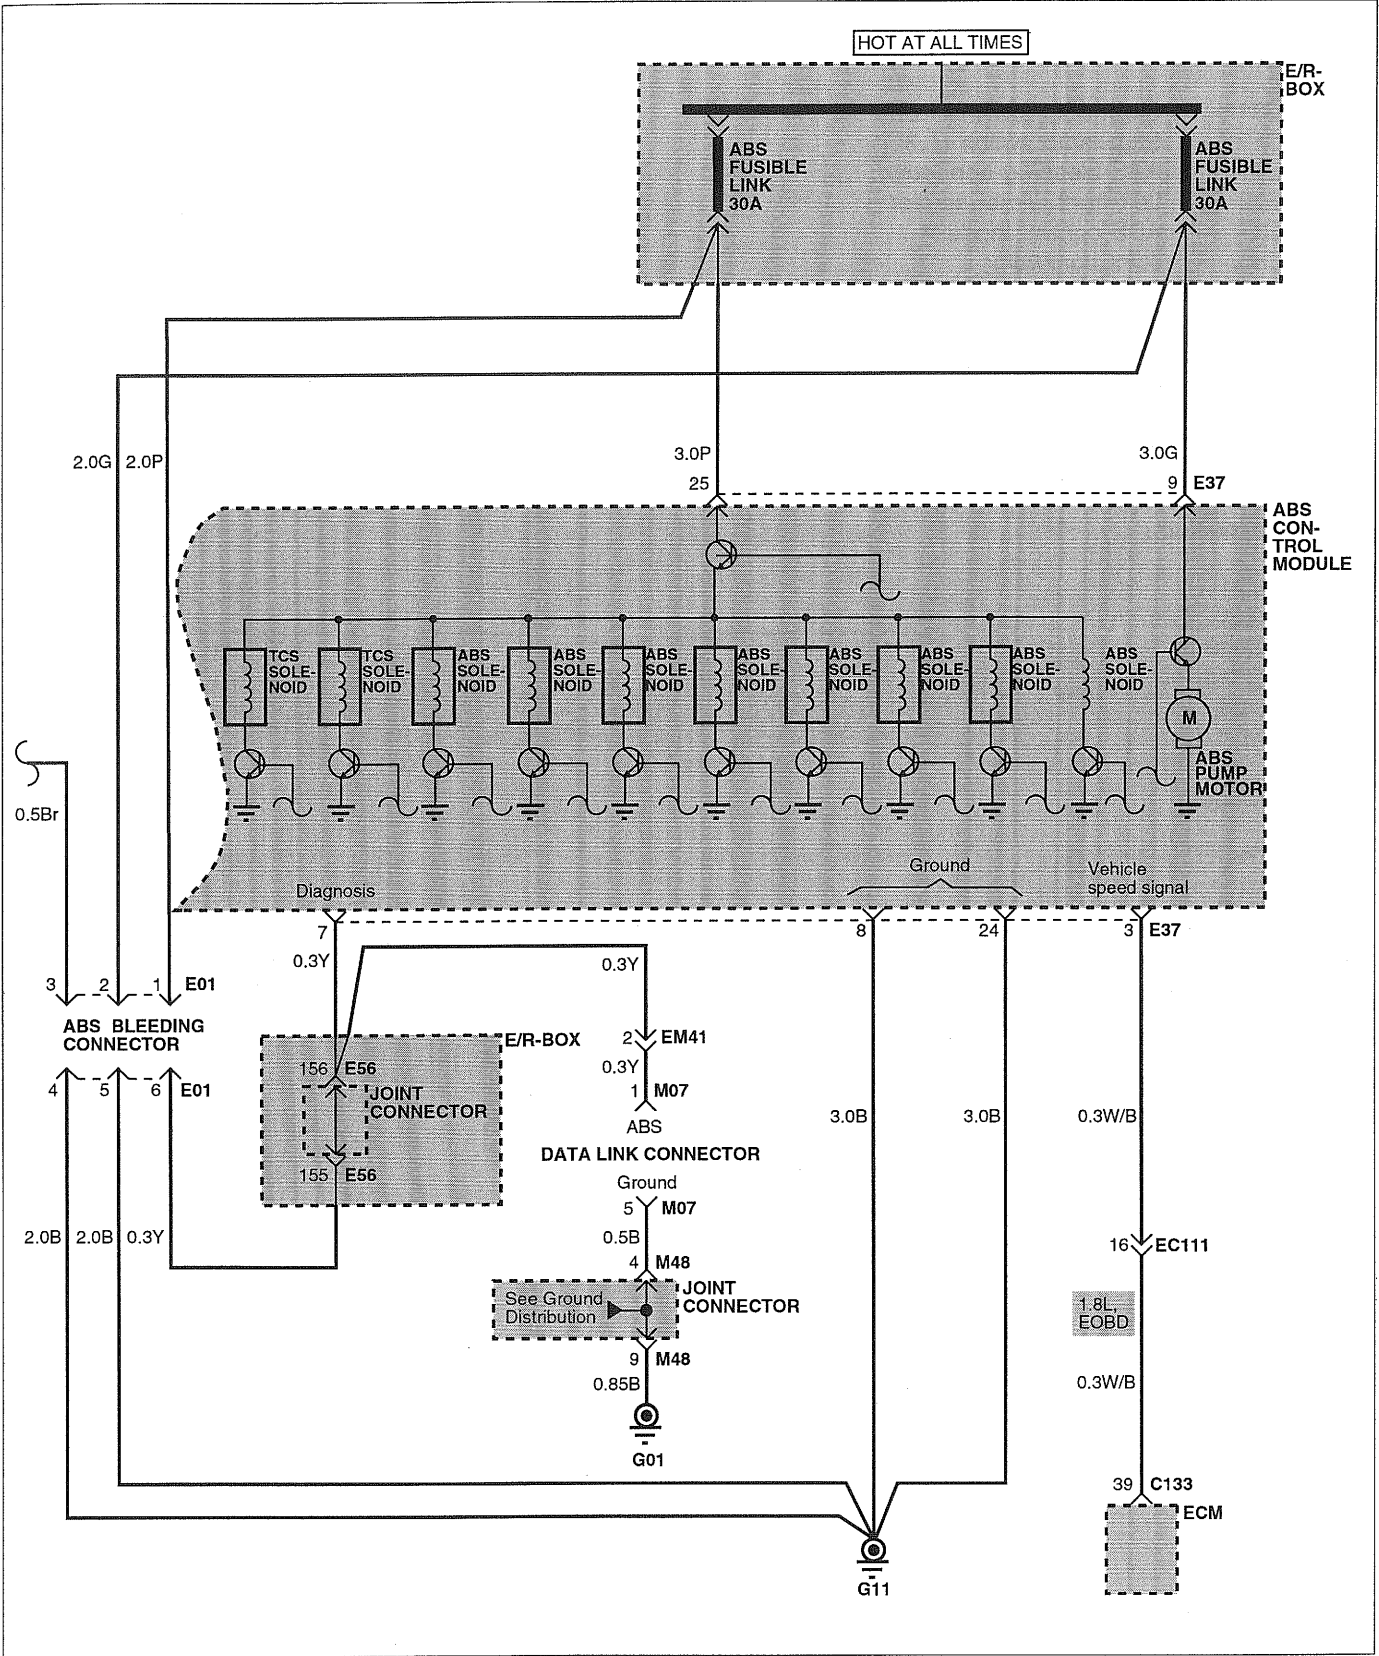 HOT AT ALL TIMES
E/R-
BOX
ABS
FUSIBLE
LINK
30A
ABS
FUSIBLE
LINK
30A
2.0G
2.0P
3.0P
3.0G
25
9
E37
ABS
CON-
TROL
MODULE
TCS
SOLE-
NOID
TCS
SOLE-
NOID
ABS
SOLE-
NOID
ABS
SOLE-
NOID
ABS
SOLE-
NOID
ABS
SOLE-
NOID
ABS
SOLE-
NOID
ABS
SOLE-
NOID
ABS
SOLE-
NOID
ABS
SOLE-
NOID
M
ABS
PUMP
MOTOR
0.5Br
Diagnosis
Ground
Vehicle
speed signal
7
8
24
3
E37
0.3Y
0.3Y
3
2
1
E01
ABS BLEEDING
CONNECTOR
4
5
6
E01
E/R-BOX
156
E56
JOINT
CONNECTOR
155
E56
2
EM41
0.3Y
1
M07
ABS
DATA LINK CONNECTOR
Ground
5
M07
0.5B
4
M48
JOINT
CONNECTOR
See Ground
Distribution
9
M48
0.85B
G01
3.0B
3.0B
0.3W/B
2.0B
2.0B
0.3Y
16
EC111
1.8L,
EOBD
0.3W/B
39
C133
ECM
G11